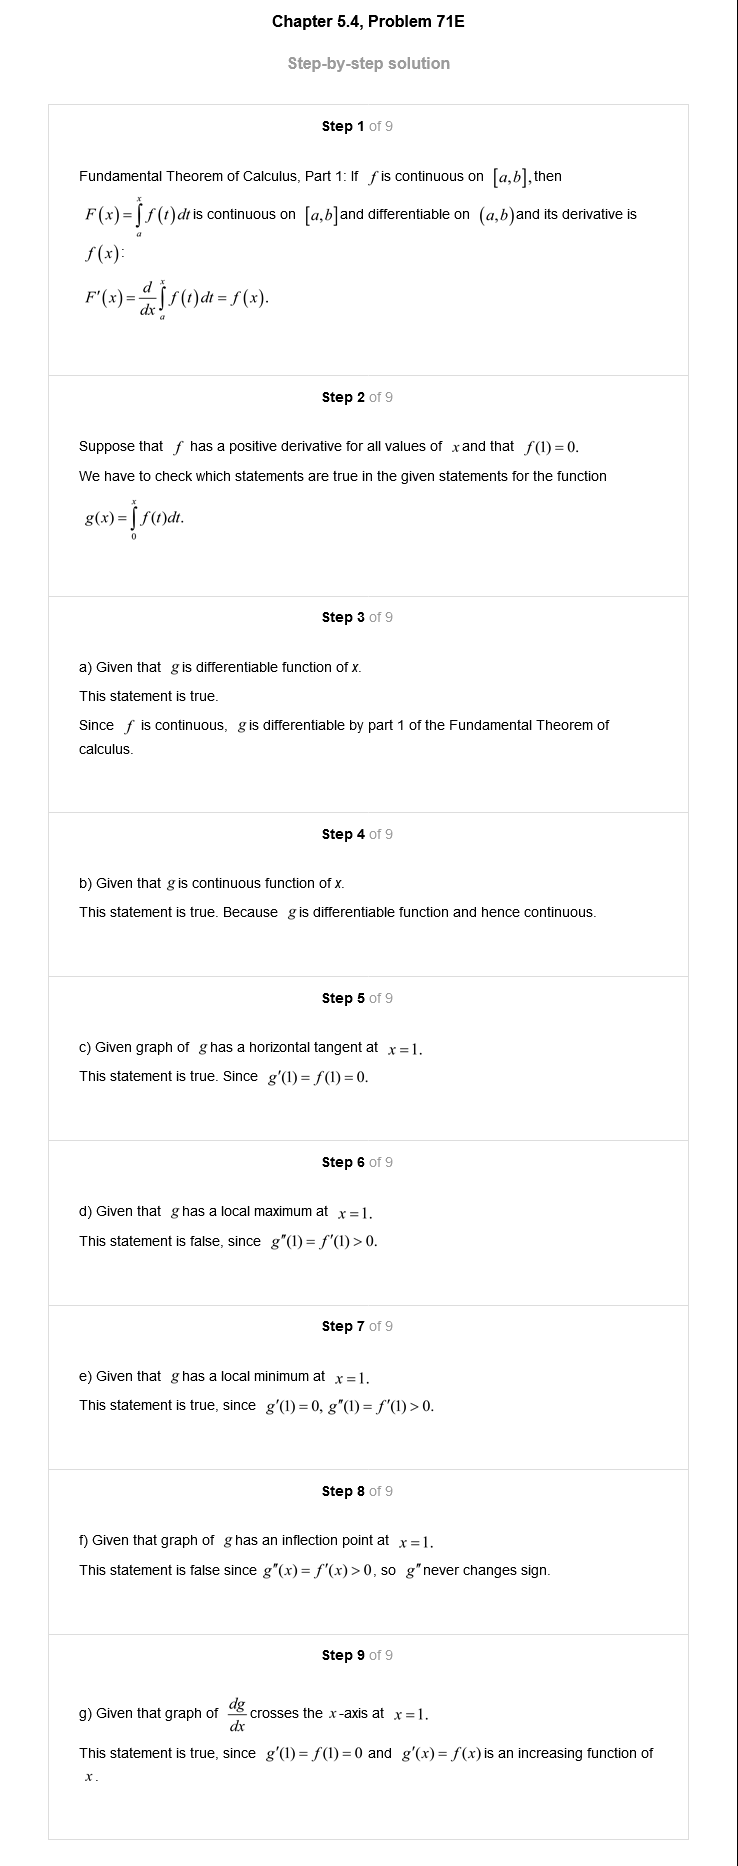 Chapter 5.4, Problem 71E
Step-by-step solution
Step 1 of 9
Fundamental Theorem of Calculus, Part 1: If f is continuous on [a,b], then
F(x) = ∫ₐˣ f(t)dt is continuous on [a,b] and differentiable on (a,b) and its derivative is
f(x):
F′(x) = d/dx ∫ₐˣ f(t)dt = f(x).
Step 2 of 9
Suppose that f has a positive derivative for all values of x and that f(1) = 0.
We have to check which statements are true in the given statements for the function
g(x) = ∫₀ˣ f(t)dt.
Step 3 of 9
a) Given that g is differentiable function of x.
This statement is true.
Since f is continuous, g is differentiable by part 1 of the Fundamental Theorem of
calculus.
Step 4 of 9
b) Given that g is continuous function of x.
This statement is true. Because g is differentiable function and hence continuous.
Step 5 of 9
c) Given graph of g has a horizontal tangent at x = 1.
This statement is true. Since g′(1) = f(1) = 0.
Step 6 of 9
d) Given that g has a local maximum at x = 1.
This statement is false, since g″(1) = f′(1) > 0.
Step 7 of 9
e) Given that g has a local minimum at x = 1.
This statement is true, since g′(1) = 0, g″(1) = f′(1) > 0.
Step 8 of 9
f) Given that graph of g has an inflection point at x = 1.
This statement is false since g″(x) = f′(x) > 0, so g″ never changes sign.
Step 9 of 9
g) Given that graph of dg/dx crosses the x-axis at x = 1.
This statement is true, since g′(1) = f(1) = 0 and g′(x) = f(x) is an increasing function of
x.